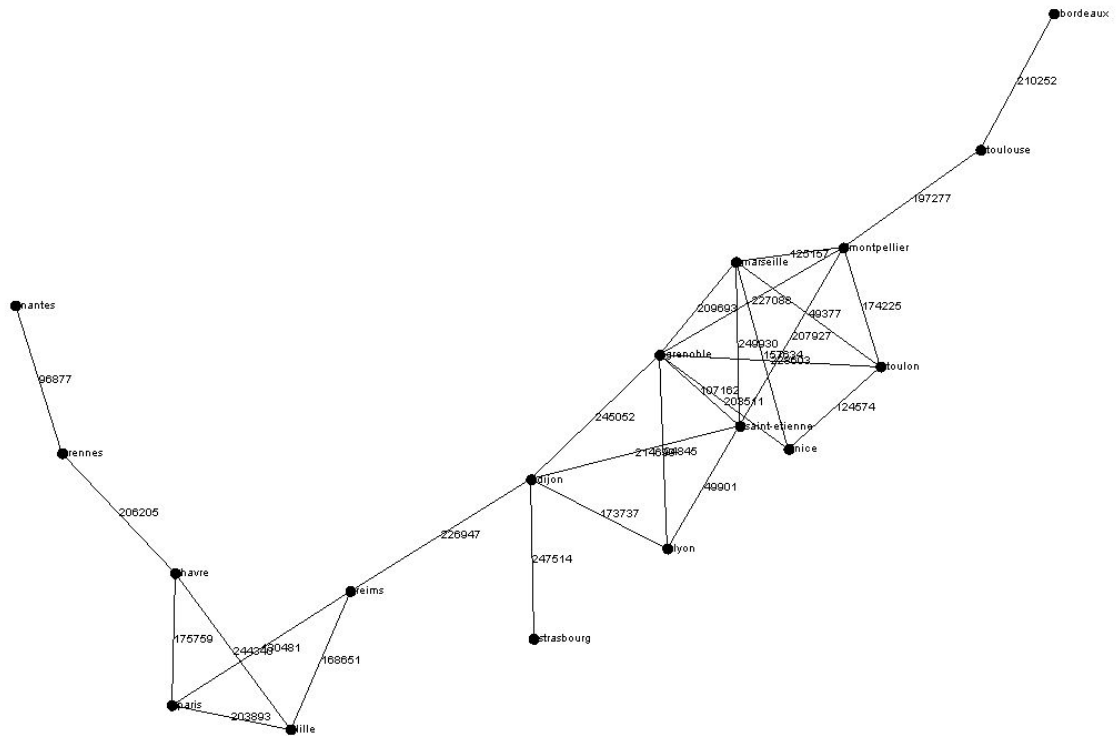 bordeaux
210252
toulouse
197277
montpellier
125157
marseille
227088
nantes
209693
49377
174225
207927
249930
grenoble
toulon
96877
107162
203511
124574
245052
saint-etienne
nice
rennes
dijon
49901
206205
173737
226947
lyon
247514
havre
reims
strasbourg
175759
168651
paris
203893
lille